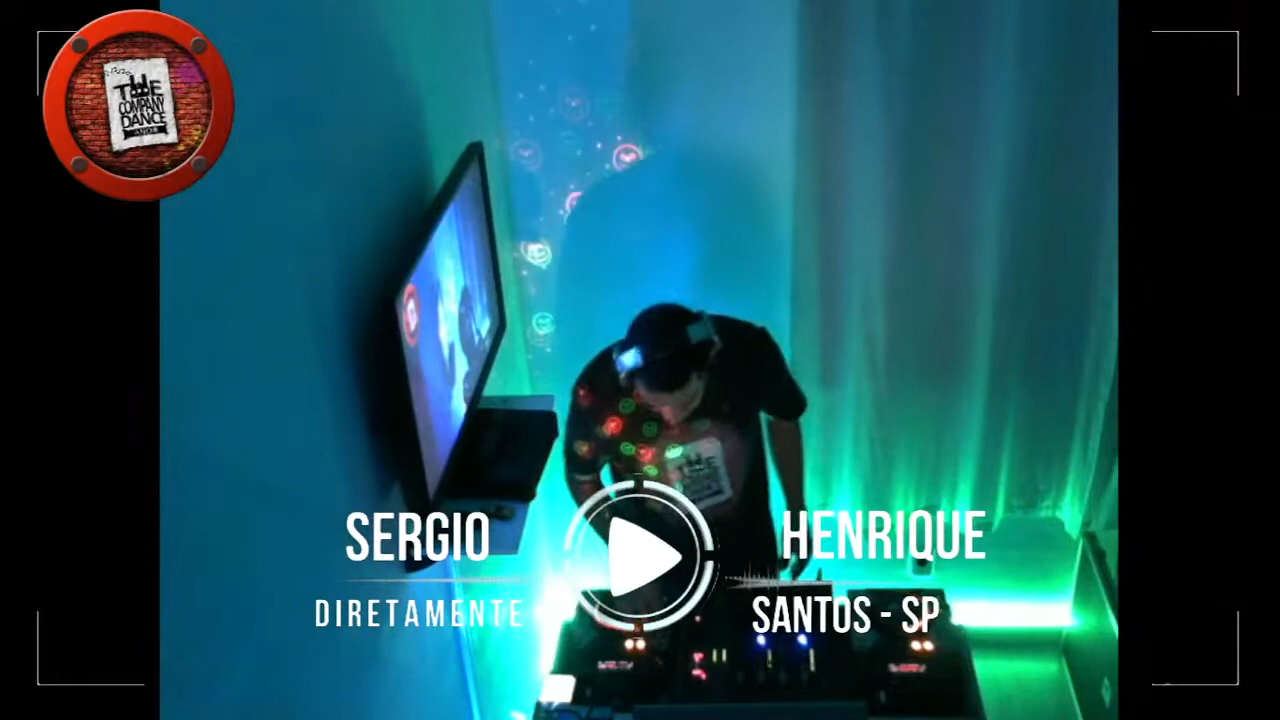 THE
COMPANY
DANCE
SERGIO
HENRIQUE
DIRETAMENTE
SANTOS - SP